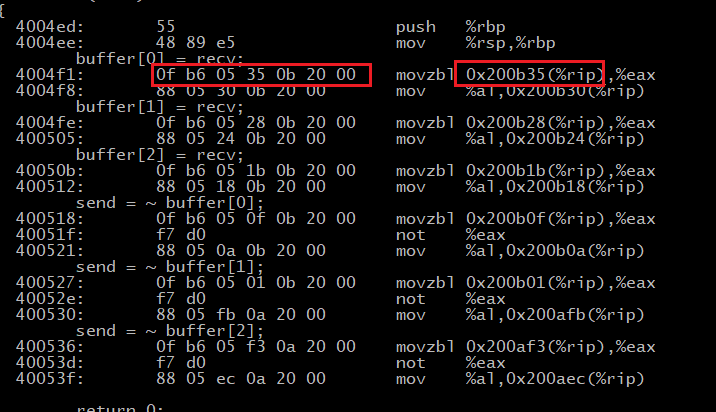 {
4004ed: 55 push %rbp
4004ee: 48 89 e5 mov %rsp,%rbp
buffer[0] = recv;
4004f1: 0f b6 05 35 0b 20 00 movzbl 0x200b35(%rip),%eax
4004f8: 88 05 30 0b 20 00 mov %al,0x200b30(%rip)
buffer[1] = recv;
4004fe: 0f b6 05 28 0b 20 00 movzbl 0x200b28(%rip),%eax
400505: 88 05 24 0b 20 00 mov %al,0x200b24(%rip)
buffer[2] = recv;
40050b: 0f b6 05 1b 0b 20 00 movzbl 0x200b1b(%rip),%eax
400512: 88 05 18 0b 20 00 mov %al,0x200b18(%rip)
send = ~ buffer[0];
400518: 0f b6 05 0f 0b 20 00 movzbl 0x200b0f(%rip),%eax
40051f: f7 d0 not %eax
400521: 88 05 0a 0b 20 00 mov %al,0x200b0a(%rip)
send = ~ buffer[1];
400527: 0f b6 05 01 0b 20 00 movzbl 0x200b01(%rip),%eax
40052e: f7 d0 not %eax
400530: 88 05 fb 0a 20 00 mov %al,0x200afb(%rip)
send = ~ buffer[2];
400536: 0f b6 05 f3 0a 20 00 movzbl 0x200af3(%rip),%eax
40053d: f7 d0 not %eax
40053f: 88 05 ec 0a 20 00 mov %al,0x200aec(%rip)
return 0;